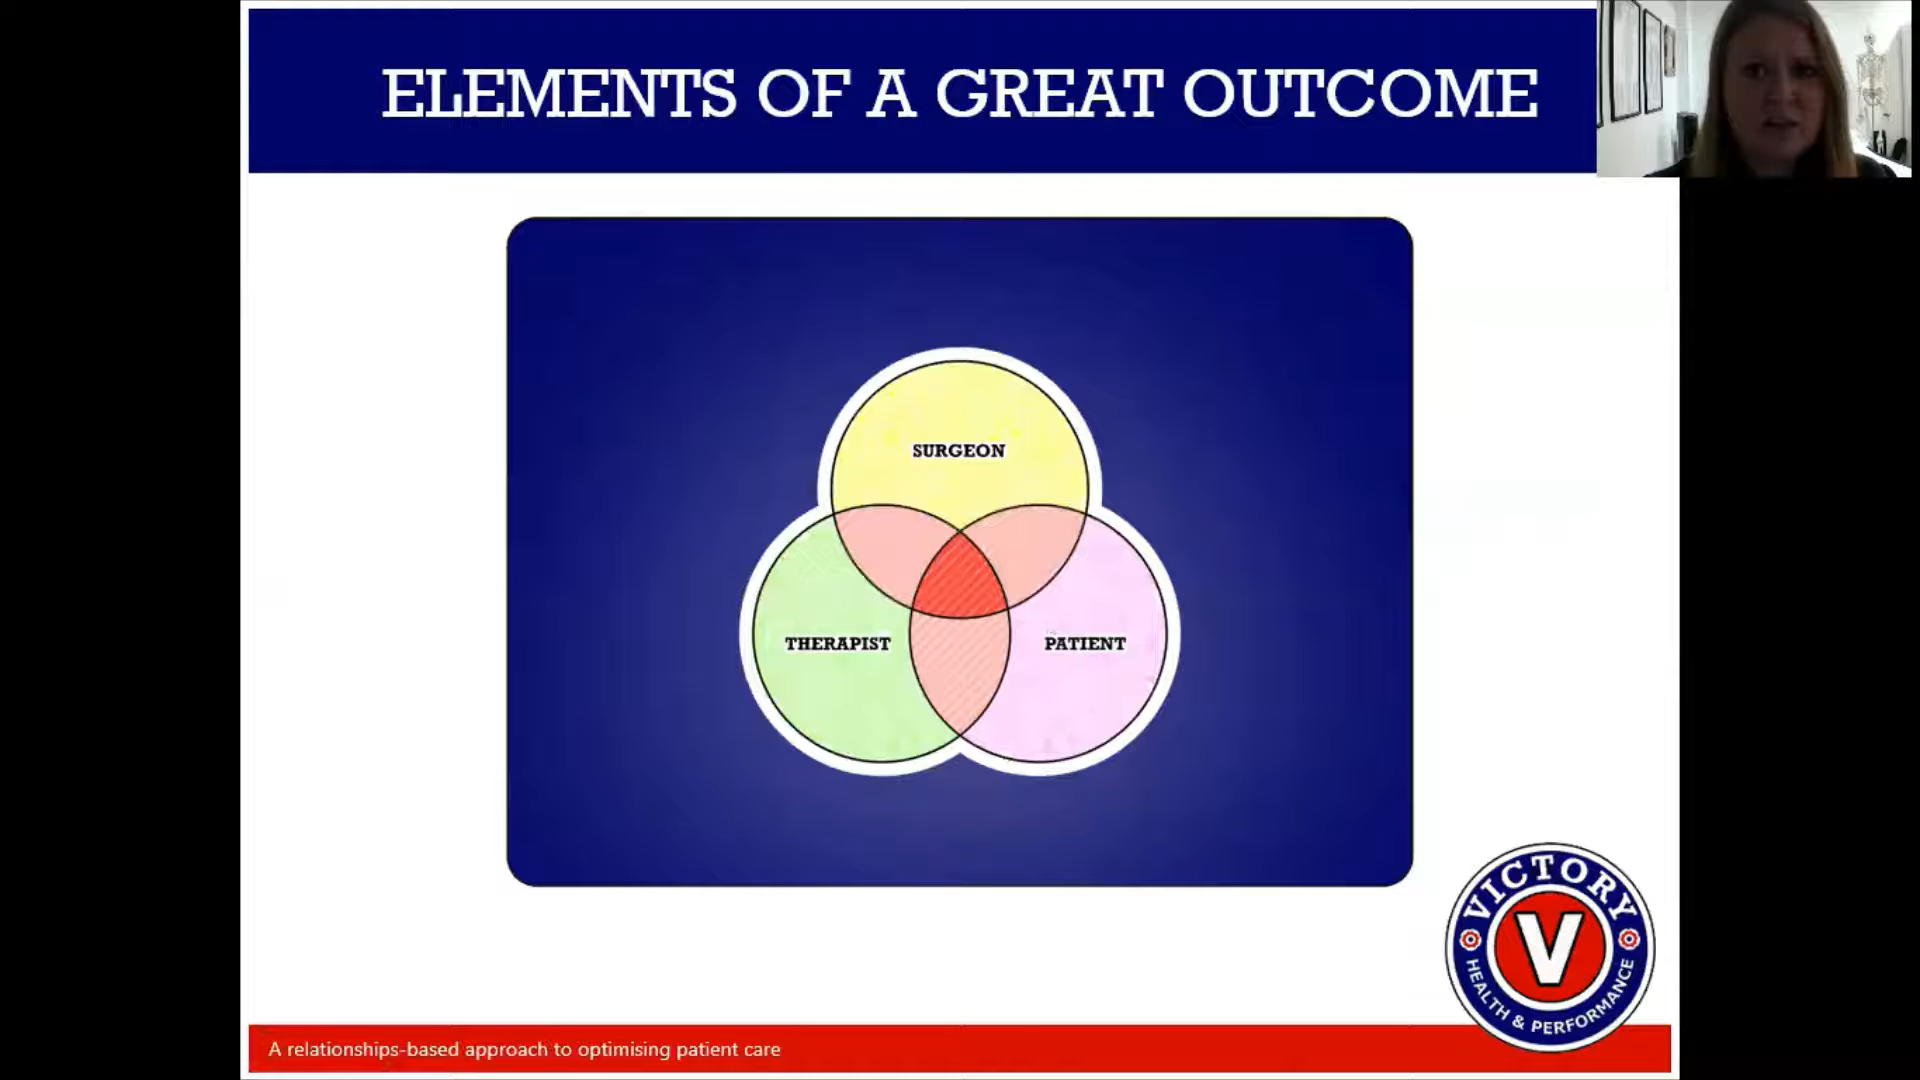 ELEMENTS OF A GREAT OUTCOME
SURGEON
THERAPIST
PATIENT
VICTORY
V
HEALTH & PERFORMANCE
A relationships-based approach to optimising patient care